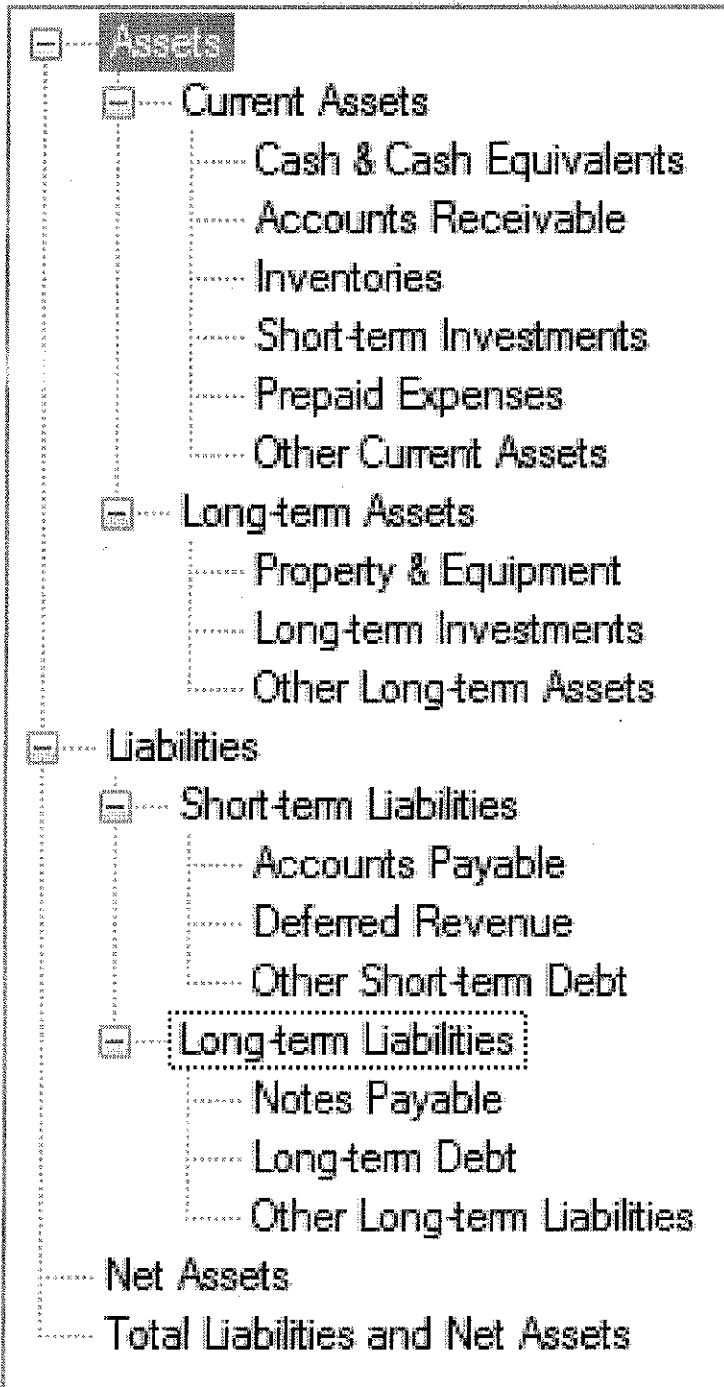 Assets
Current Assets
Cash & Cash Equivalents
Accounts Receivable
Inventories
Short-term Investments
Prepaid Expenses
Other Current Assets
Long-term Assets
Property & Equipment
Long-term Investments
Other Long-term Assets
Liabilities
Short-term Liabilities
Accounts Payable
Deferred Revenue
Other Short-term Debt
Long-term Liabilities
Notes Payable
Long-term Debt
Other Long-term Liabilities
Net Assets
Total Liabilities and Net Assets